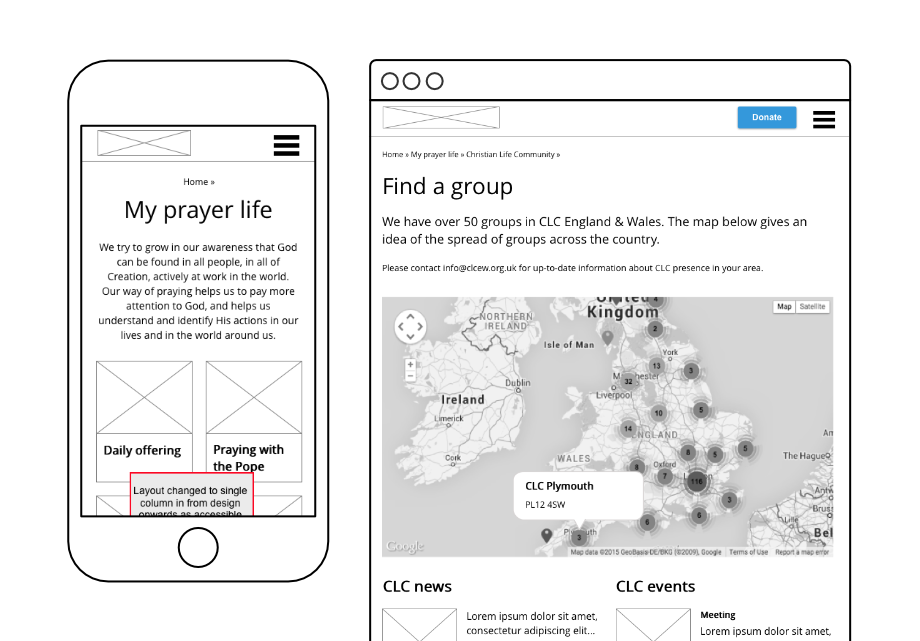 Home »
My prayer life
We try to grow in our awareness that God
can be found in all people, in all of
Creation, actively at work in the world.
Our way of praying helps us to pay more
attention to God, and helps us
understand and identify His actions in our
lives and in the world around us.
Daily offering
Praying with
the Pope
Layout changed to single
column in from design
onwards as accessible
Donate
Home » My prayer life » Christian Life Community »
Find a group
We have over 50 groups in CLC England & Wales. The map below gives an
idea of the spread of groups across the country.
Please contact info@clcew.org.uk for up-to-date information about CLC presence in your area.
United
Kingdom
4
Map Satellite
NORTHERN
IRELAND
2
Isle of Man
York
13
3
+
−
Dublin
32
Liverpool
Ireland
10
5
Limerick
14
ENGLAND
Cork
WALES
8
5
5
The Hague
8
Oxford
7
116
CLC Plymouth
PL12 4SW
3
6
6
Lille
3
Google
Map data ©2015 GeoBasis-DE/BKG (©2009), Google
Terms of Use
Report a map error
CLC news
CLC events
Lorem ipsum dolor sit amet,
consectetur adipiscing elit...
Meeting
Lorem ipsum dolor sit amet,